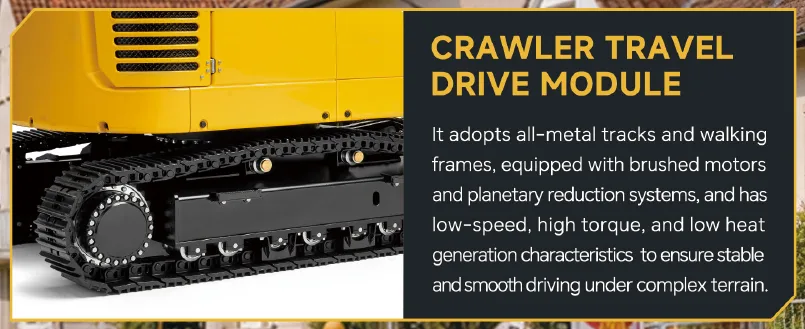 CRAWLER TRAVEL
DRIVE MODULE
It adopts all-metal tracks and walking
frames, equipped with brushed motors
and planetary reduction systems, and has
low-speed, high torque, and low heat
generation characteristics to ensure stable
and smooth driving under complex terrain.